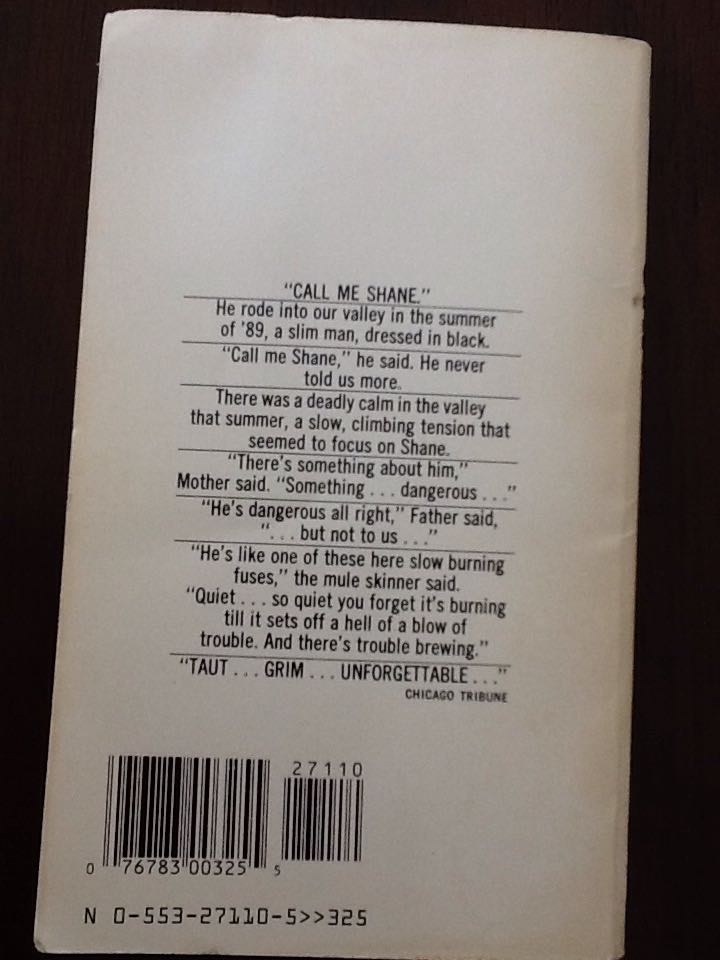 "CALL ME SHANE."
He rode into our valley in the summer
of '89, a slim man, dressed in black.
"Call me Shane," he said. He never
told us more.
There was a deadly calm in the valley
that summer, a slow, climbing tension that
seemed to focus on Shane.
"There's something about him,"
Mother said. "Something . . . dangerous . . ."
"He's dangerous all right," Father said,
". . . but not to us . . ."
"He's like one of these here slow burning
fuses," the mule skinner said.
"Quiet . . . so quiet you forget it's burning
till it sets off a hell of a blow of
trouble. And there's trouble brewing."
"TAUT . . . GRIM . . . UNFORGETTABLE . . ."
CHICAGO TRIBUNE
27110
0 76783 00325 5
N 0-553-27110-5>>325